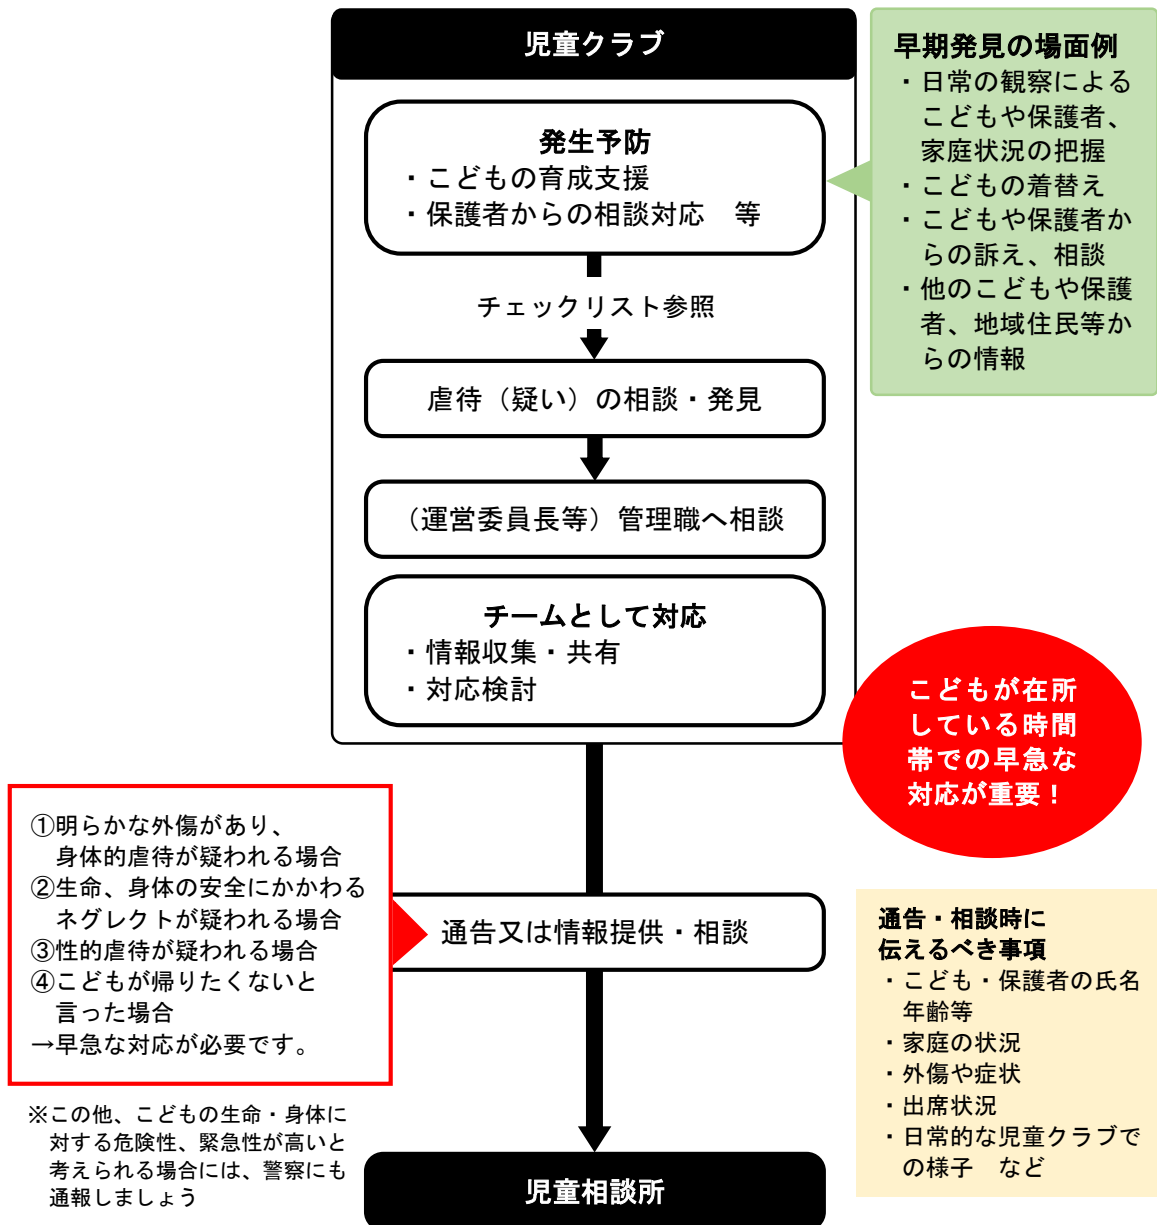 児童クラブ
発生予防
・こどもの育成支援
・保護者からの相談対応　等
チェックリスト参照
虐待（疑い）の相談・発見
（運営委員長等）管理職へ相談
チームとして対応
・情報収集・共有
・対応検討
早期発見の場面例
・日常の観察による
こどもや保護者、
家庭状況の把握
・こどもの着替え
・こどもや保護者か
らの訴え、相談
・他のこどもや保護
者、地域住民等か
らの情報
こどもが在所
している時間
帯での早急な
対応が重要！
①明らかな外傷があり、
身体的虐待が疑われる場合
②生命、身体の安全にかかわる
ネグレクトが疑われる場合
③性的虐待が疑われる場合
④こどもが帰りたくないと
言った場合
→早急な対応が必要です。
通告又は情報提供・相談
通告・相談時に
伝えるべき事項
・こども・保護者の氏名
年齢等
・家庭の状況
・外傷や症状
・出席状況
・日常的な児童クラブで
の様子　など
※この他、こどもの生命・身体に
対する危険性、緊急性が高いと
考えられる場合には、警察にも
通報しましょう
児童相談所